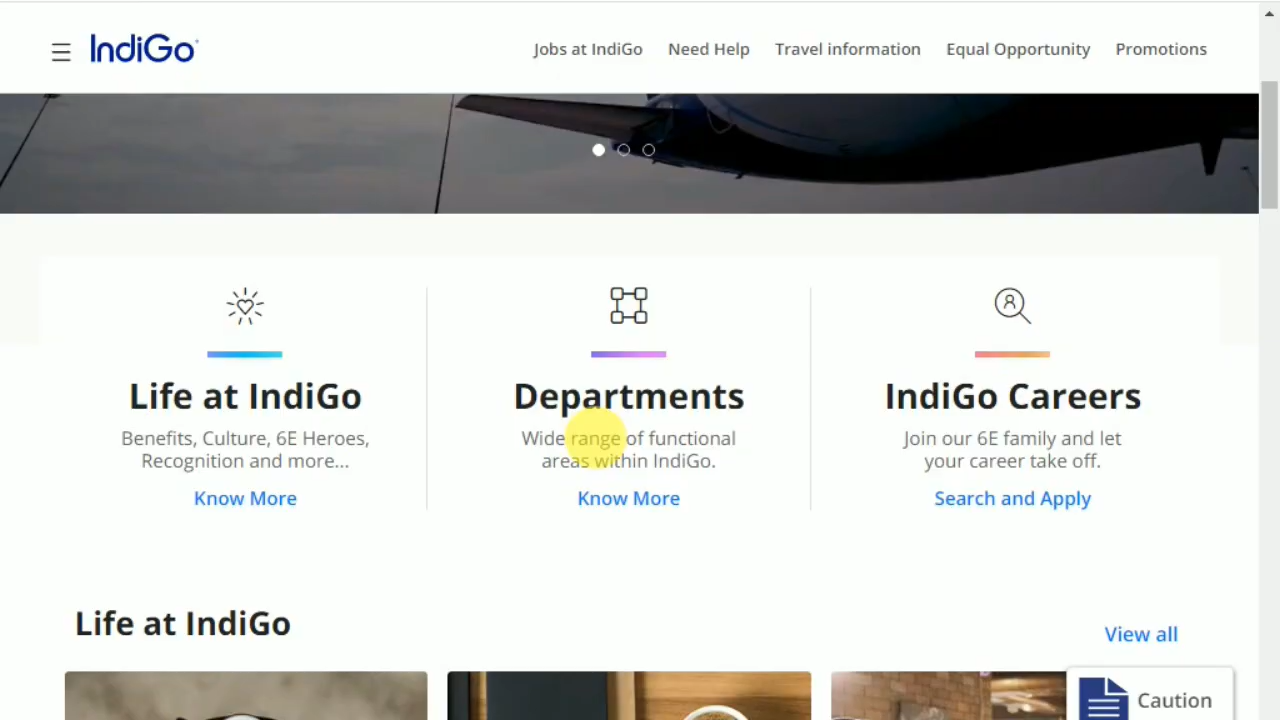 IndiGo
Jobs at IndiGo
Need Help
Travel information
Equal Opportunity
Promotions
Life at IndiGo
Benefits, Culture, 6E Heroes,
Recognition and more...
Know More
Departments
Wide range of functional
areas within IndiGo.
Know More
IndiGo Careers
Join our 6E family and let
your career take off.
Search and Apply
Life at IndiGo
View all
Caution